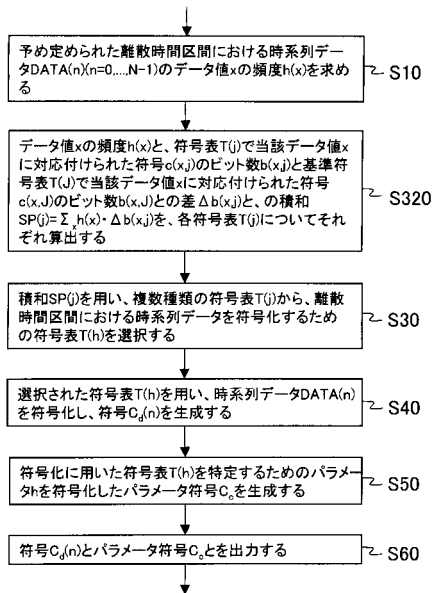 予め定められた離散時間区間における時系列デー
タDATA(n)(n=0,...,N-1)のデータ値xの頻度h(x)を求め
る
S10
データ値xの頻度h(x)と、符号表T(j)で当該データ値x
に対応付けられた符号c(x,j)のビット数b(x,j)と基準符
号表T(J)で当該データ値xに対応付けられた符号
c(x,J)のビット数b(x,J)との差Δb(x,j)と、の積和
SP(j)=Σxh(x)・Δb(x,j)を、各符号表T(j)についてそれ
ぞれ算出する
S320
積和SP(j)を用い、複数種類の符号表T(j)から、離散
時間区間における時系列データを符号化するため
の符号表T(h)を選択する
S30
選択された符号表T(h)を用い、時系列データDATA(n)
を符号化し、符号Cd(n)を生成する
S40
符号化に用いた符号表T(h)を特定するためのパラメー
タhを符号化したパラメータ符号Ccを生成する
S50
符号Cd(n)とパラメータ符号Ccとを出力する
S60